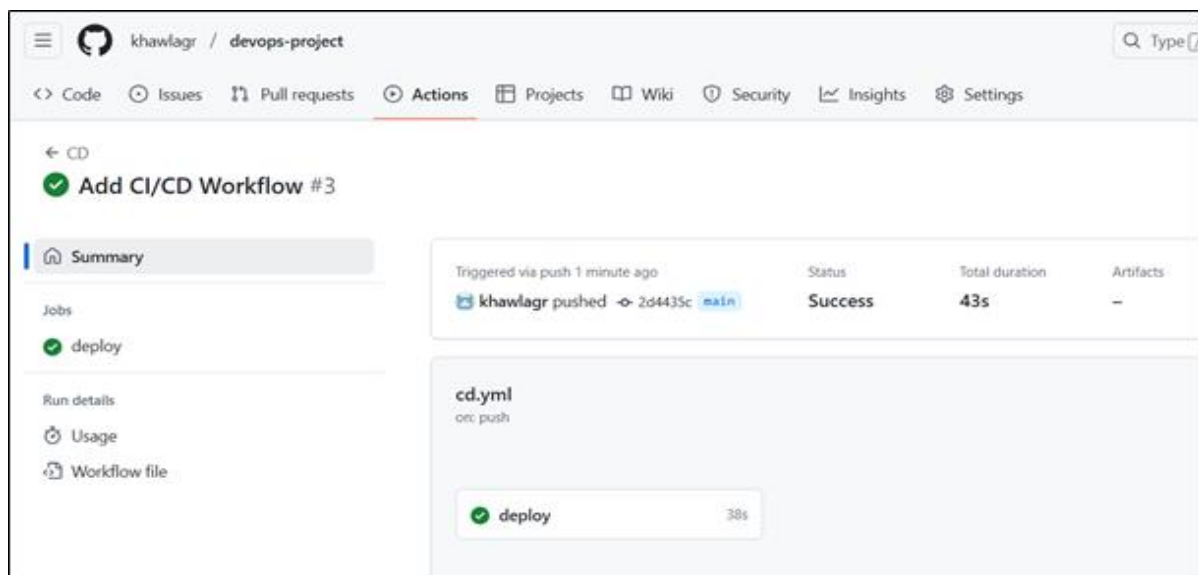 khawlagr / devops-project
Type /
<> Code Issues Pull requests Actions Projects Wiki Security Insights Settings
← CD
Add CI/CD Workflow #3
Summary
Jobs
deploy
Run details
Usage
Workflow file
Triggered via push 1 minute ago
khawlagr pushed 2d4435c main
Status
Success
Total duration
43s
Artifacts
–
cd.yml
on: push
deploy 38s